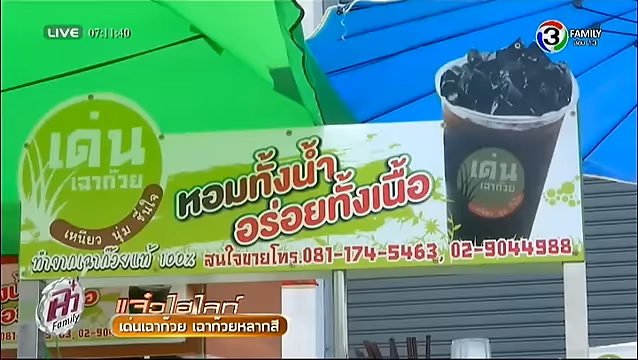 LIVE
07:11:40
3 FAMILY
ช่อง 13
เด่น
เฉาก๊วย
เหนียว นุ่ม ชื่นใจ
ทำจากเฉาก๊วยแท้ 100%
หอมทั้งน้ำ
อร่อยทั้งเนื้อ
สนใจขายโทร.081-174-5463, 02-9044988
เด่น
เฉาก๊วย
Family
แจ๋วไฮไลท์
เด่นเฉาก๊วย เฉาก๊วยหลากสี